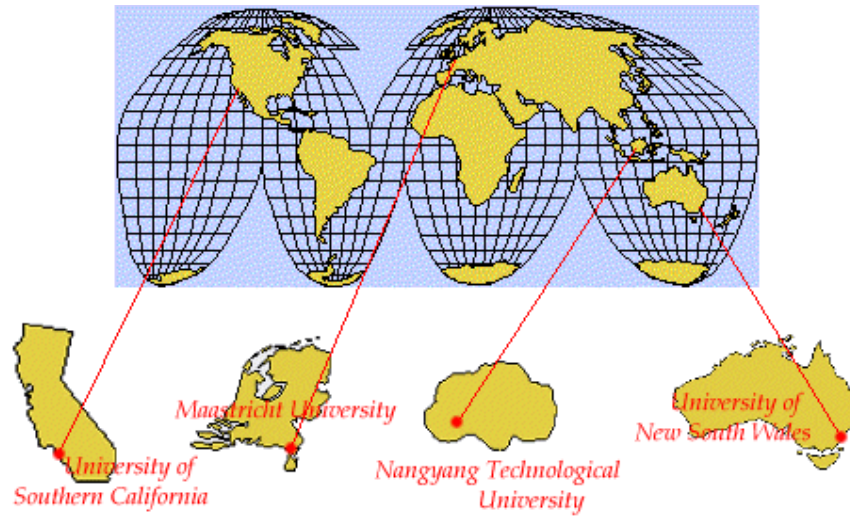 Maastricht University
University of
Southern California
Nangyang Technological
University
University of
New South Wales